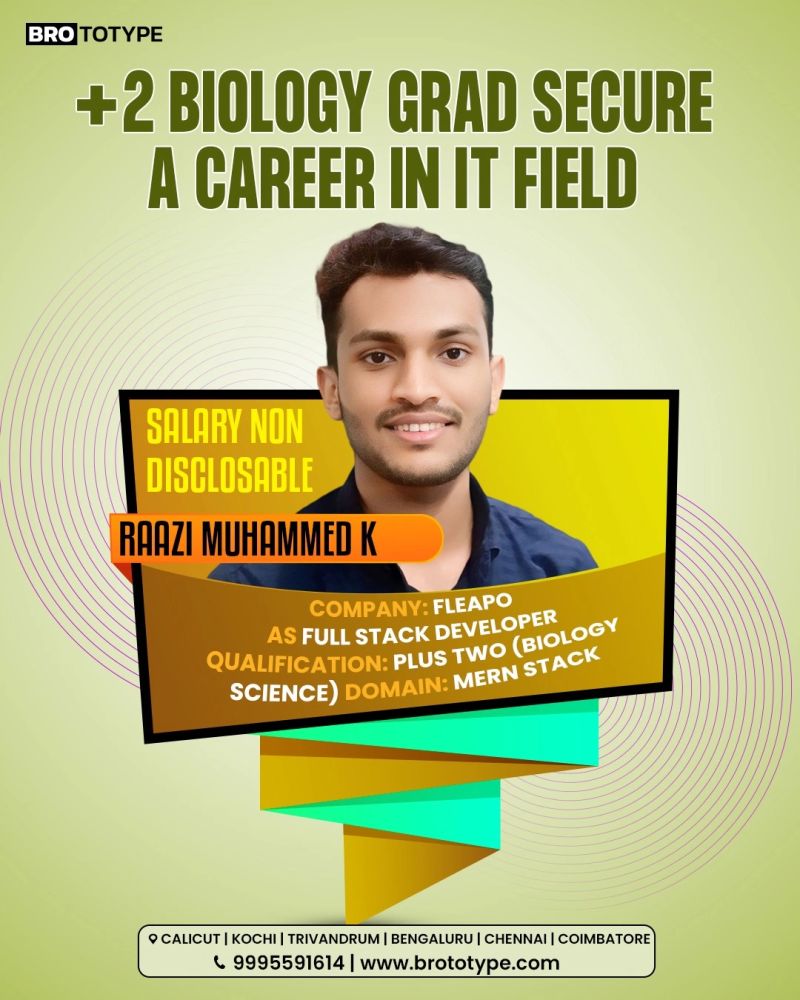 BROTOTYPE
+2 BIOLOGY GRAD SECURE
A CAREER IN IT FIELD
SALARY NON
DISCLOSABLE
RAAZI MUHAMMED K
COMPANY: FLEAPO
AS FULL STACK DEVELOPER
QUALIFICATION: PLUS TWO (BIOLOGY
SCIENCE) DOMAIN: MERN STACK
CALICUT | KOCHI | TRIVANDRUM | BENGALURU | CHENNAI | COIMBATORE
9995591614 | www.brototype.com